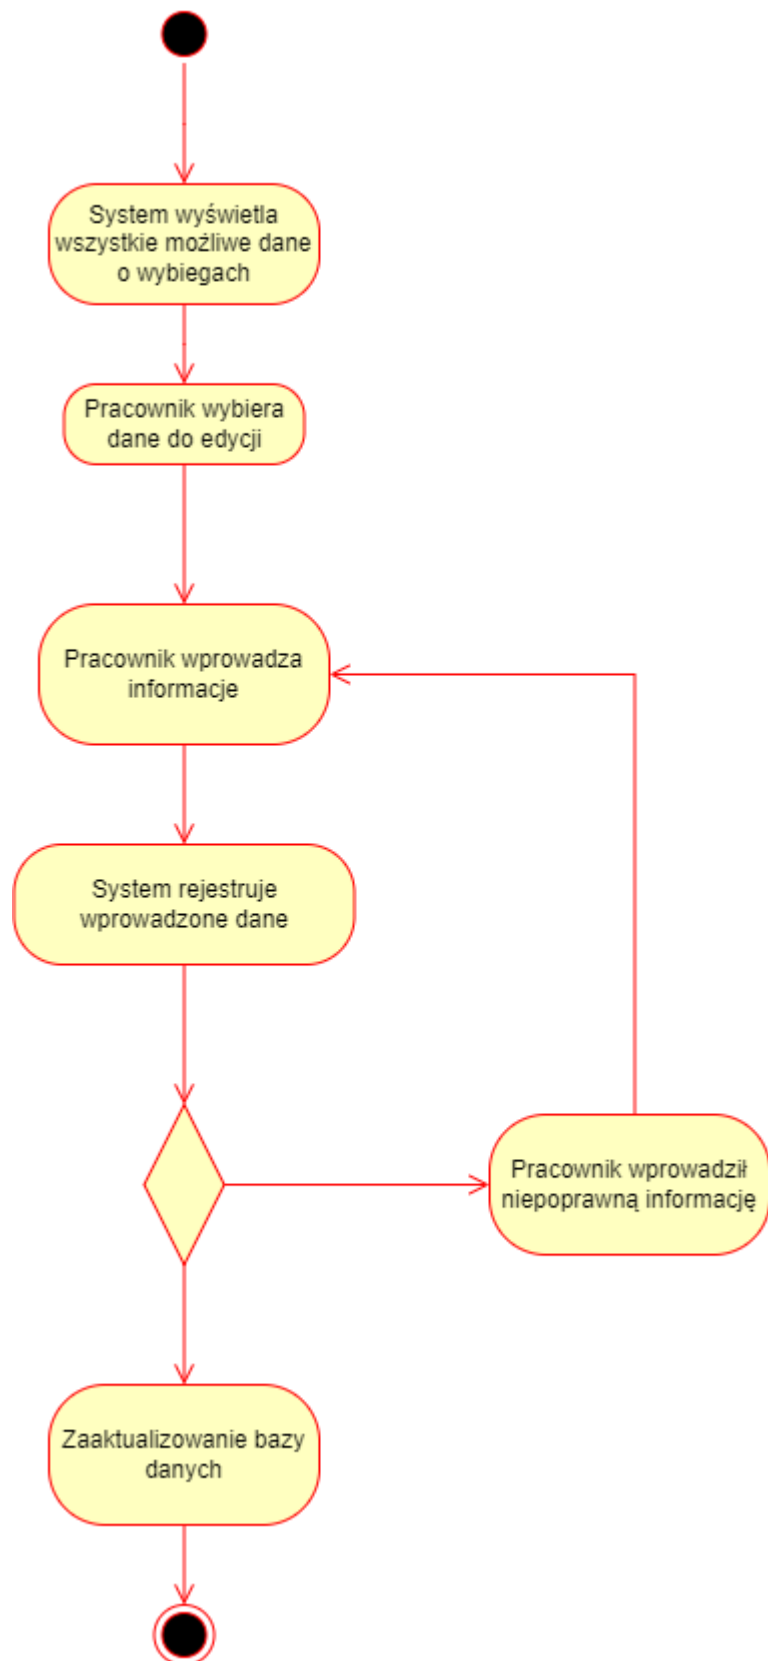 System wyświetla
wszystkie możliwe dane
o wybiegach
Pracownik wybiera
dane do edycji
Pracownik wprowadza
informacje
System rejestruje
wprowadzone dane
Pracownik wprowadził
niepoprawną informację
Zaaktualizowanie bazy
danych